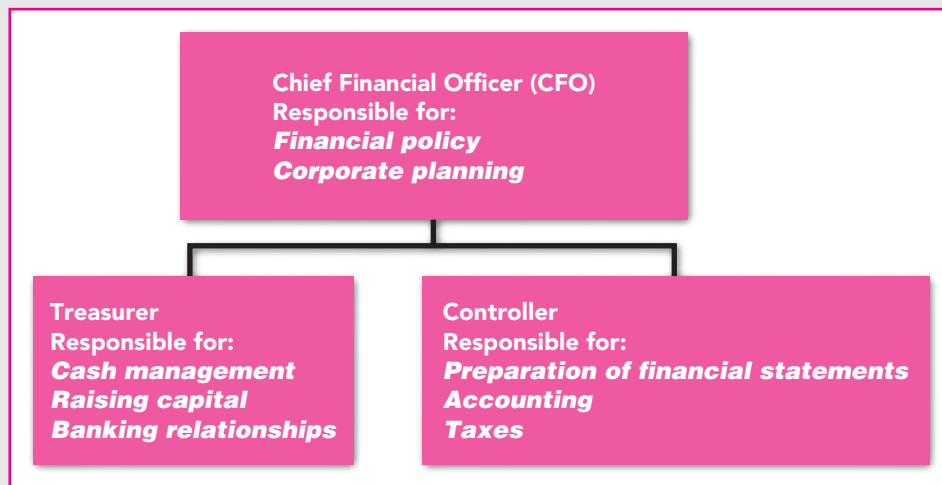 Chief Financial Officer (CFO)
Responsible for:
Financial policy
Corporate planning
Treasurer
Responsible for:
Cash management
Raising capital
Banking relationships
Controller
Responsible for:
Preparation of financial statements
Accounting
Taxes